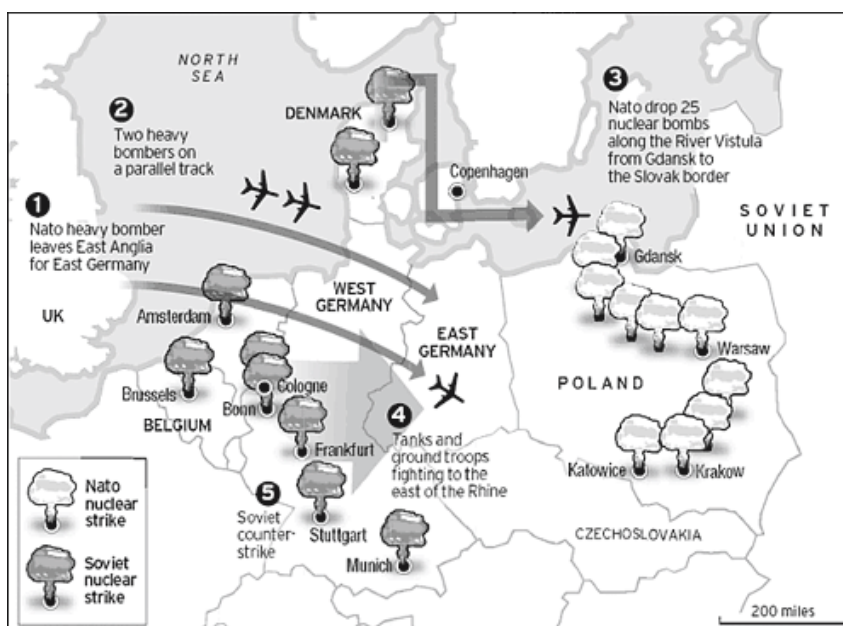 NORTH
SEA
2
Two heavy
bombers on
a parallel track
DENMARK
3
Nato drop 25
nuclear bombs
along the River Vistula
from Gdansk to
the Slovak border
Copenhagen
1
Nato heavy bomber
leaves East Anglia
for East Germany
SOVIET
UNION
Gdansk
UK
Amsterdam
WEST
GERMANY
EAST
GERMANY
Warsaw
Brussels
Cologne
Bonn
BELGIUM
POLAND
4
Tanks and
ground troops
fighting to the
east of the Rhine
Frankfurt
Katowice
Krakow
5
Soviet
counter-
strike
Stuttgart
Munich
CZECHOSLOVAKIA
Nato
nuclear
strike
Soviet
nuclear
strike
200 miles